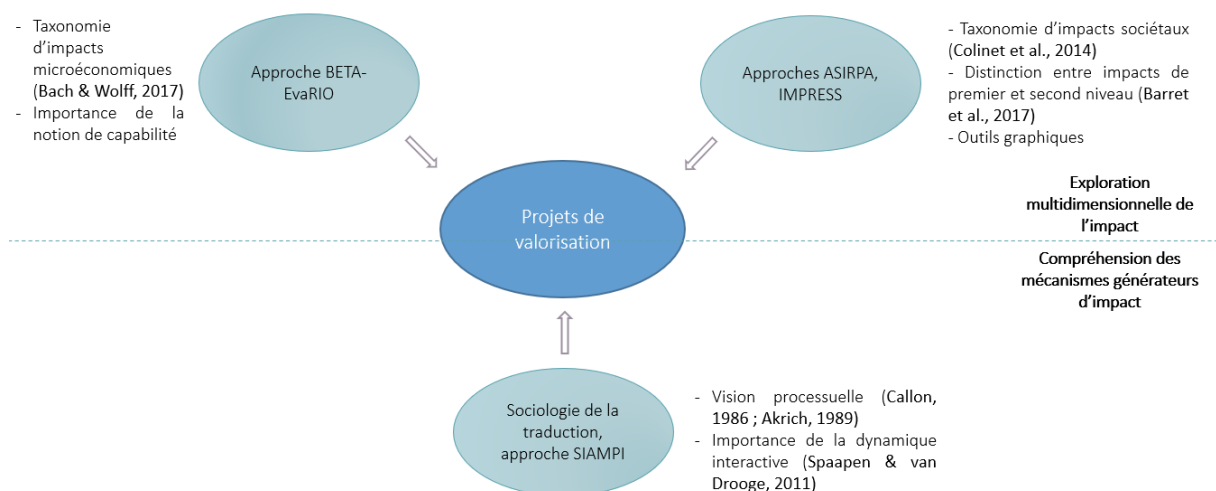 - Taxonomie
d’impacts
microéconomiques
(Bach & Wolff, 2017)
- Importance de la
notion de capabilité
Approche BETA-
EvaRIO
Approches ASIRPA,
IMPRESS
- Taxonomie d’impacts sociétaux
(Colinet et al., 2014)
- Distinction entre impacts de
premier et second niveau (Barret
et al., 2017)
- Outils graphiques
Projets de
valorisation
Exploration
multidimensionnelle de
l’impact
Compréhension des
mécanismes générateurs
d’impact
Sociologie de la
traduction,
approche SIAMPI
- Vision processuelle (Callon,
1986 ; Akrich, 1989)
- Importance de la dynamique
interactive (Spaapen & van
Drooge, 2011)